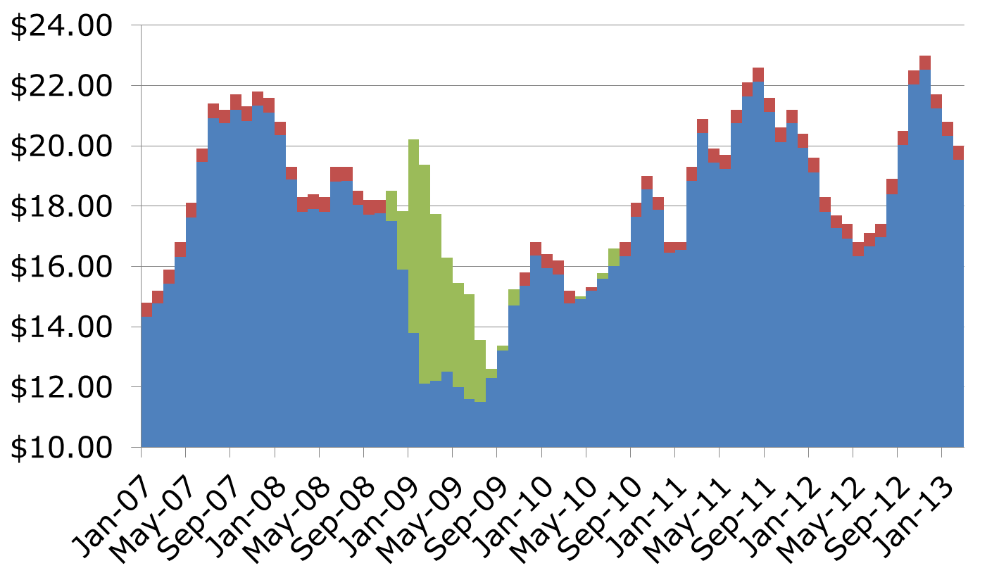 $24.00
$22.00
$20.00
$18.00
$16.00
$14.00
$12.00
$10.00
Jan-07
May-07
Sep-07
Jan-08
May-08
Sep-08
Jan-09
May-09
Sep-09
Jan-10
May-10
Sep-10
Jan-11
May-11
Sep-11
Jan-12
May-12
Sep-12
Jan-13